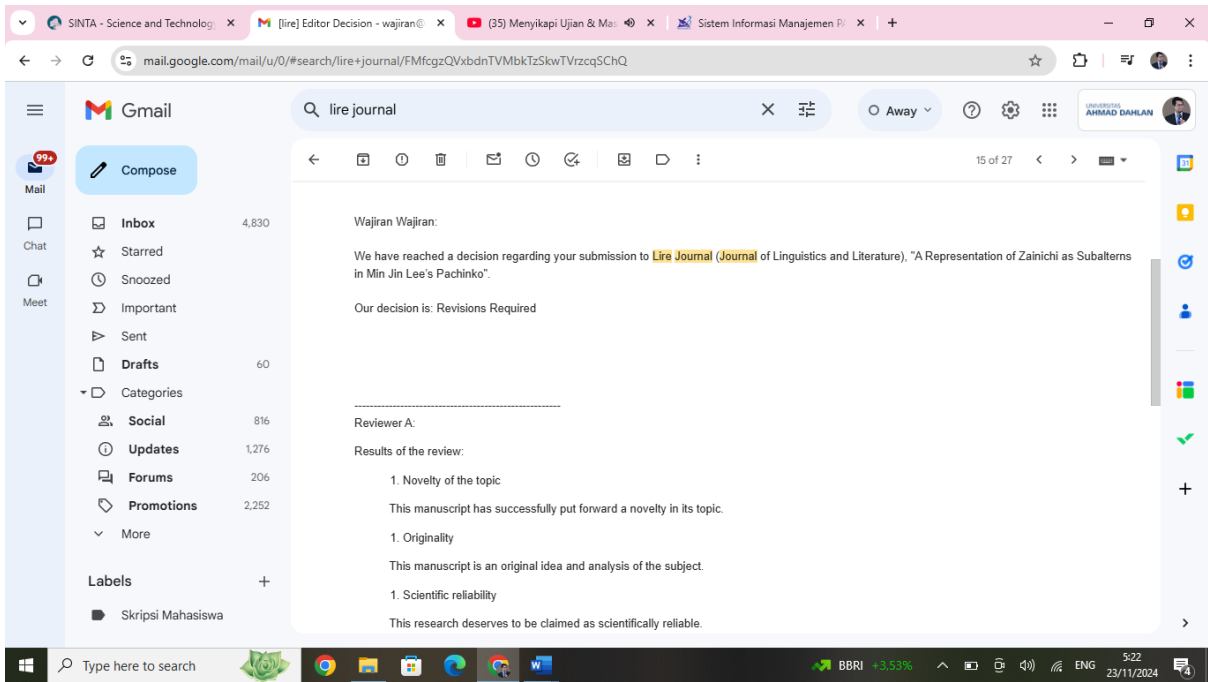 SINTA - Science and Technology
[lire] Editor Decision - wajiran@
(35) Menyikapi Ujian & Mas
Sistem Informasi Manajemen P
mail.google.com/mail/u/0/#search/lire+journal/FMfcgzQVxbdnTVMbkTzSkwTVrzcqSChQ
Gmail
lire journal
Away
UNIVERSITAS
AHMAD DAHLAN
99+
Mail
Chat
Meet
Compose
15 of 27
31
Inbox 4,830
Starred
Snoozed
Important
Sent
Drafts 60
Categories
Social 816
Updates 1,276
Forums 206
Promotions 2,252
More
Labels
Skripsi Mahasiswa
Wajiran Wajiran:
We have reached a decision regarding your submission to Lire Journal (Journal of Linguistics and Literature), "A Representation of Zainichi as Subalterns
in Min Jin Lee's Pachinko".
Our decision is: Revisions Required
------------------------------------------------------
Reviewer A:
Results of the review:
1. Novelty of the topic
This manuscript has successfully put forward a novelty in its topic.
1. Originality
This manuscript is an original idea and analysis of the subject.
1. Scientific reliability
This research deserves to be claimed as scientifically reliable.
Type here to search
BBRI +3,53%
ENG
5:22
23/11/2024
4